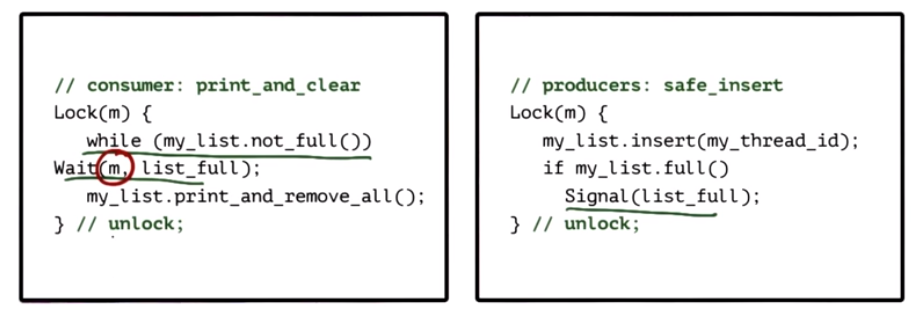 // consumer: print_and_clear
Lock(m) {
while (my_list.not_full())
Wait(m, list_full);
my_list.print_and_remove_all();
} // unlock;
// producers: safe_insert
Lock(m) {
my_list.insert(my_thread_id);
if my_list.full()
Signal(list_full);
} // unlock;